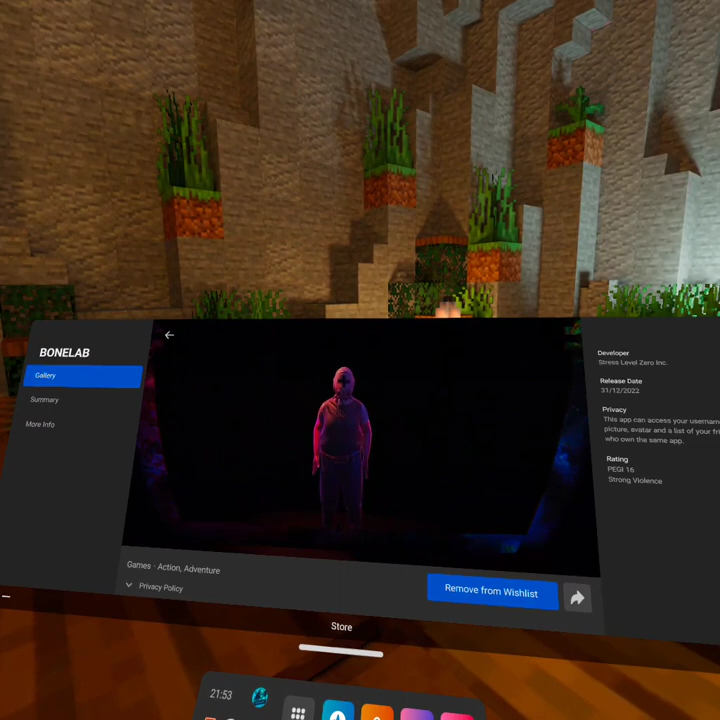 BONELAB
Gallery
Summary
More Info
Developer
Stress Level Zero Inc.
Release Date
31/12/2022
Privacy
This app can access your usernam
picture, avatar and a list of your fri
who own the same app.
Rating
PEGI 16
Strong Violence
Games · Action, Adventure
Privacy Policy
Remove from Wishlist
Store
21:53